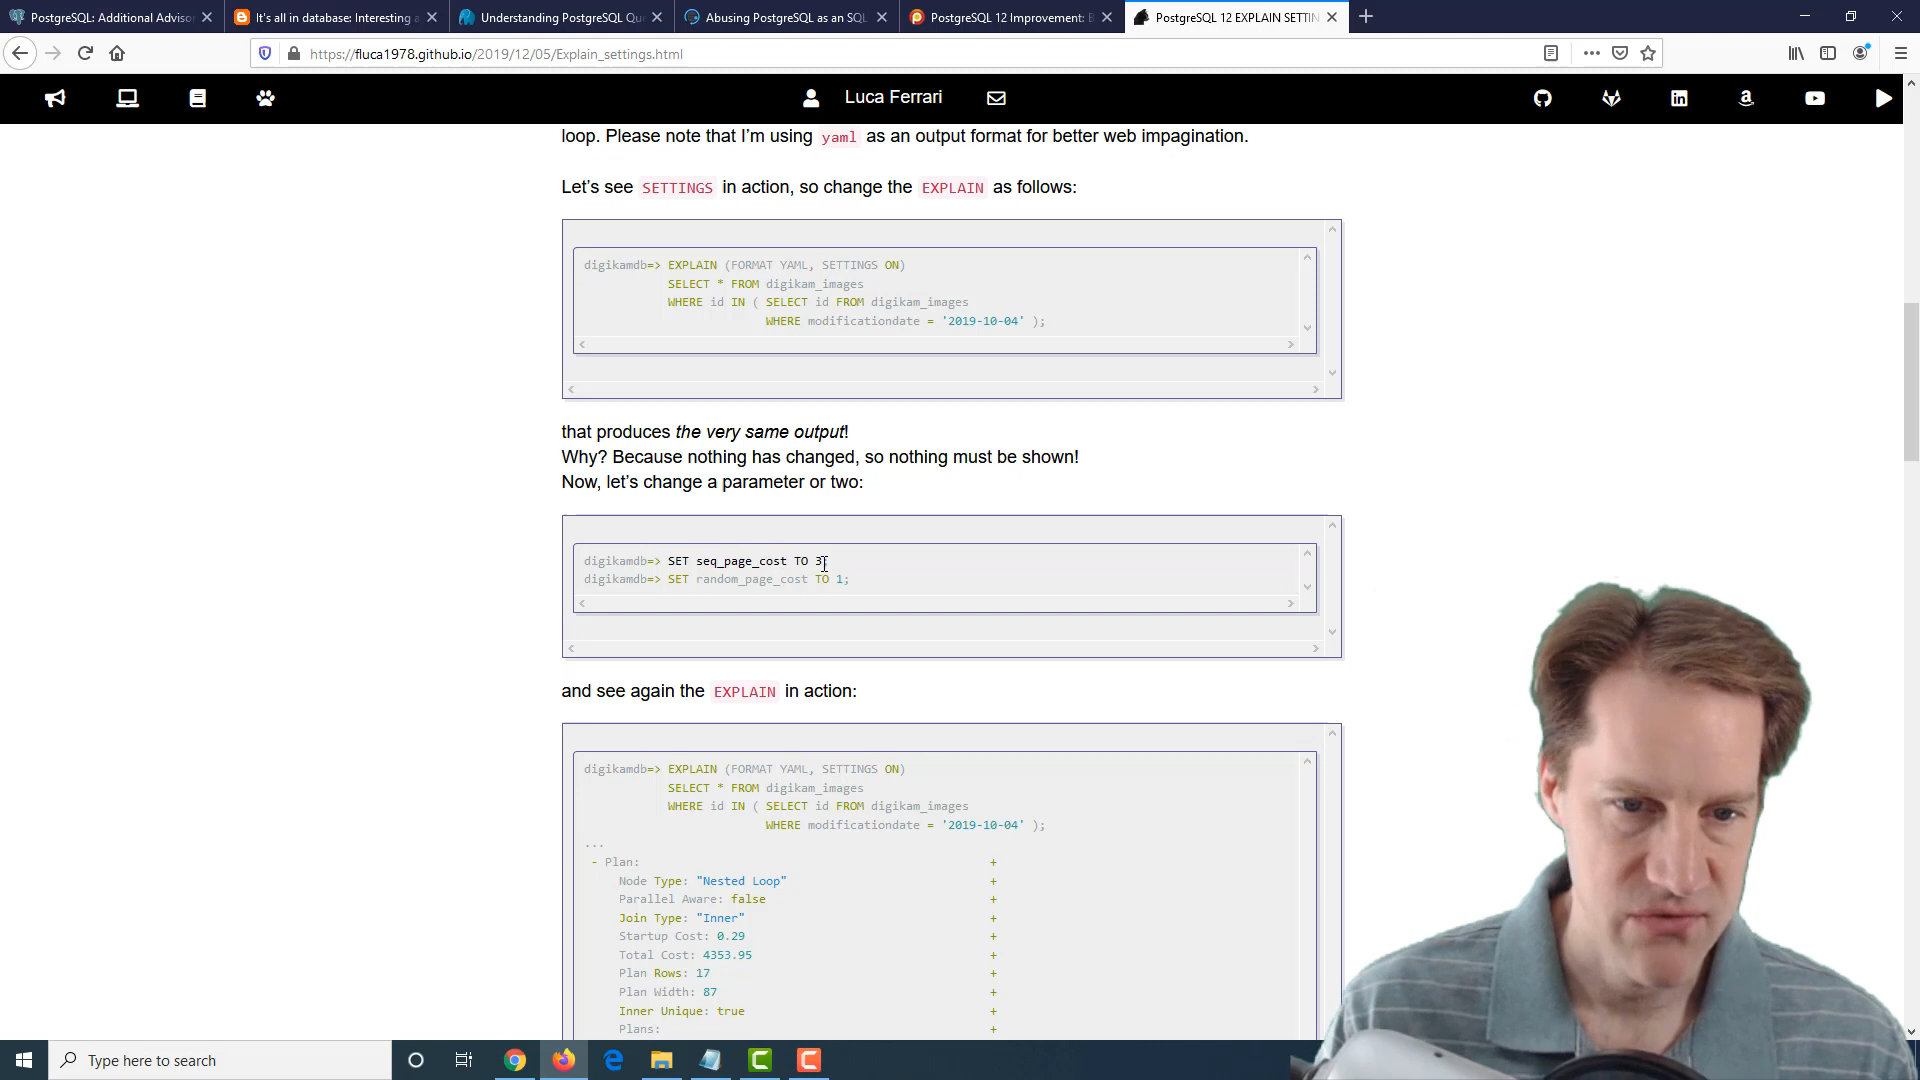 PostgreSQL: Additional Adviso
It's all in database: Interesting a
Understanding PostgreSQL Qu
Abusing PostgreSQL as an SQL
PostgreSQL 12 Improvement: B
PostgreSQL 12 EXPLAIN SETTIN
https://fluca1978.github.io/2019/12/05/Explain_settings.html
Luca Ferrari
loop. Please note that I'm using yaml as an output format for better web impagination.
Let's see SETTINGS in action, so change the EXPLAIN as follows:
digikamdb=> EXPLAIN (FORMAT YAML, SETTINGS ON)
SELECT * FROM digikam_images
WHERE id IN ( SELECT id FROM digikam_images
WHERE modificationdate = '2019-10-04' );
that produces the very same output!
Why? Because nothing has changed, so nothing must be shown!
Now, let's change a parameter or two:
digikamdb=> SET seq_page_cost TO 3;
digikamdb=> SET random_page_cost TO 1;
and see again the EXPLAIN in action:
digikamdb=> EXPLAIN (FORMAT YAML, SETTINGS ON)
SELECT * FROM digikam_images
WHERE id IN ( SELECT id FROM digikam_images
WHERE modificationdate = '2019-10-04' );
...
- Plan: +
Node Type: "Nested Loop" +
Parallel Aware: false +
Join Type: "Inner" +
Startup Cost: 0.29 +
Total Cost: 4353.95 +
Plan Rows: 17 +
Plan Width: 87 +
Inner Unique: true +
Plans: +
Type here to search